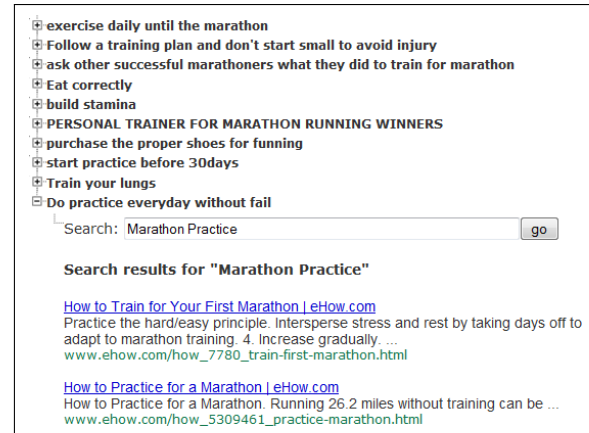 exercise daily until the marathon
Follow a training plan and don't start small to avoid injury
ask other successful marathoners what they did to train for marathon
Eat correctly
build stamina
PERSONAL TRAINER FOR MARATHON RUNNING WINNERS
purchase the proper shoes for funning
start practice before 30days
Train your lungs
Do practice everyday without fail
Search: Marathon Practice go
Search results for "Marathon Practice"
How to Train for Your First Marathon | eHow.com
Practice the hard/easy principle. Intersperse stress and rest by taking days off to
adapt to marathon training. 4. Increase gradually. ...
www.ehow.com/how_7780_train-first-marathon.html
How to Practice for a Marathon | eHow.com
How to Practice for a Marathon. Running 26.2 miles without training can be ...
www.ehow.com/how_5309461_practice-marathon.html